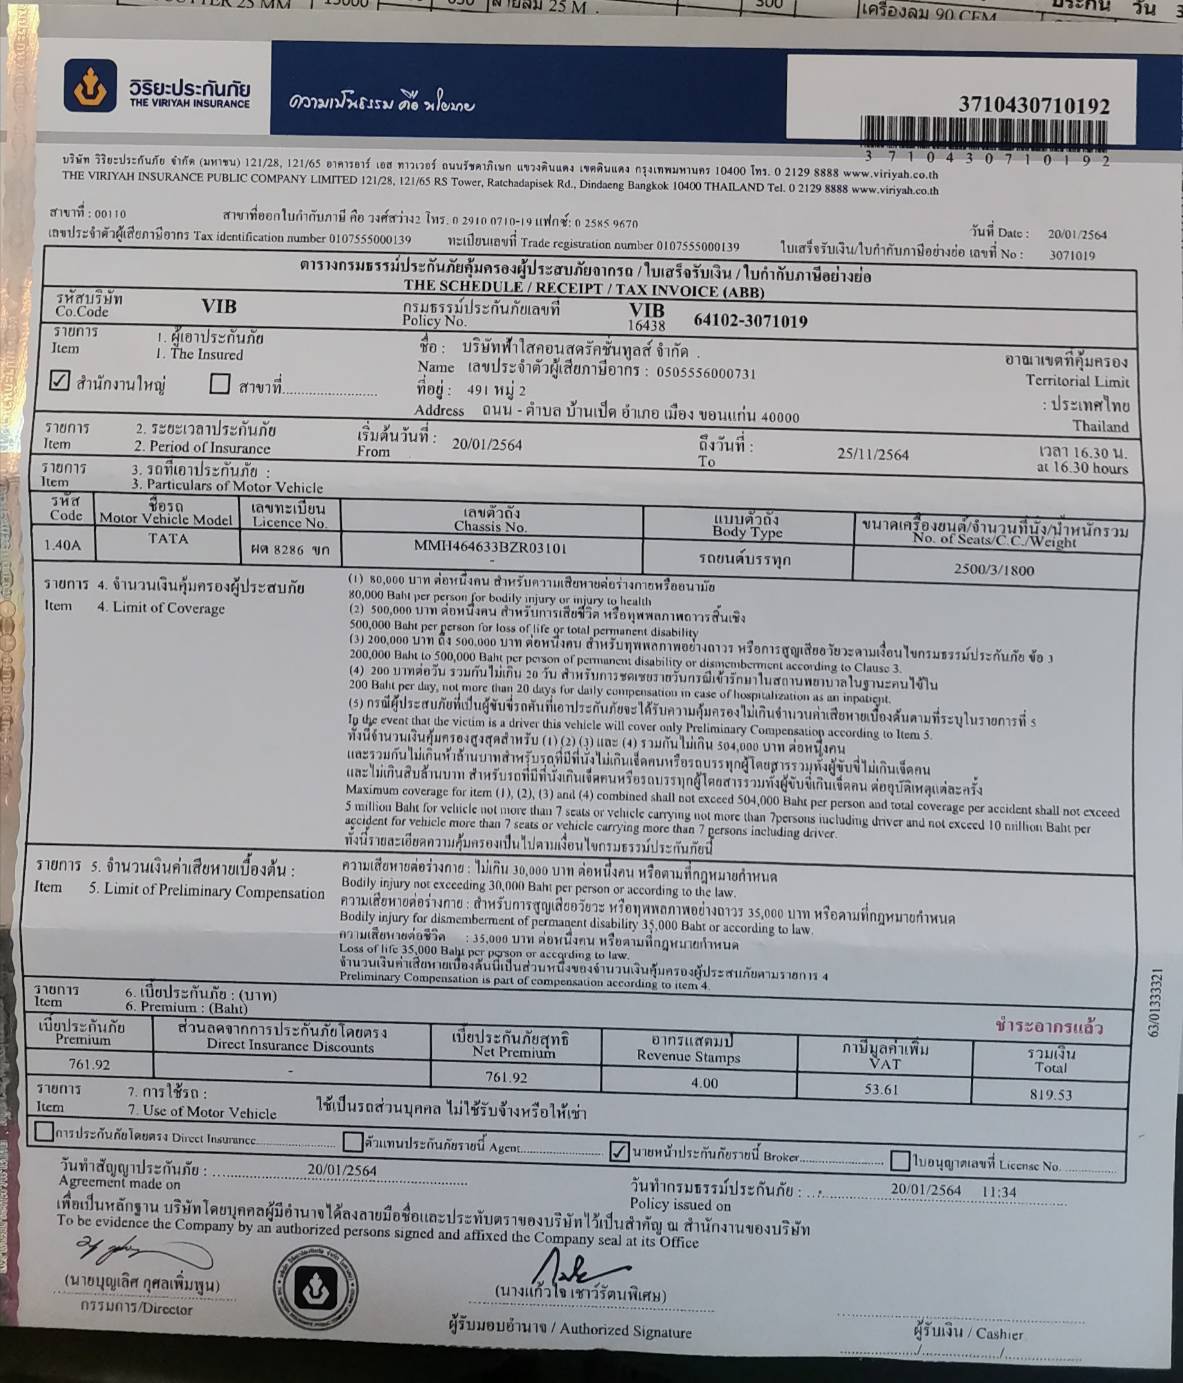 25 MM 15000 650 สายลม 25 M. 300 เครื่องลม 90 CFM ประกัน วัน 3
วิริยะประกันภัย
THE VIRIYAH INSURANCE
ความเป็นธรรม คือ นโยบาย
3710430710192
3710430710192
บริษัท วิริยะประกันภัย จำกัด (มหาชน) 121/28, 121/65 อาคารอาร์ เอส ทาวเวอร์ ถนนรัชดาภิเษก แขวงดินแดง เขตดินแดง กรุงเทพมหานคร 10400 โทร. 0 2129 8888 www.viriyah.co.th
THE VIRIYAH INSURANCE PUBLIC COMPANY LIMITED 121/28, 121/65 RS Tower, Ratchadapisek Rd., Dindaeng Bangkok 10400 THAILAND Tel. 0 2129 8888 www.viriyah.co.th
สาขาที่ : 00110 สาขาที่ออกใบกำกับภาษี คือ วงศ์สว่าง2 โทร. 0 2910 0710-19 แฟกซ์: 0 2585 9670 วันที่ Date : 20/01/2564
เลขประจำตัวผู้เสียภาษีอากร Tax identification number 0107555000139 ทะเบียนเลขที่ Trade registration number 0107555000139 ใบเสร็จรับเงิน/ใบกำกับภาษีอย่างย่อ เลขที่ No : 3071019
ตารางกรมธรรม์ประกันภัยคุ้มครองผู้ประสบภัยจากรถ / ใบเสร็จรับเงิน / ใบกำกับภาษีอย่างย่อ
THE SCHEDULE / RECEIPT / TAX INVOICE (ABB)
รหัสบริษัท VIB กรมธรรม์ประกันภัยเลขที่ VIB 64102-3071019
Co.Code Policy No. 16438
รายการ 1. ผู้เอาประกันภัย ชื่อ : บริษัทฟ้าใสคอนสตรัคชั่นทูลส์ จำกัด . อาณาเขตที่คุ้มครอง
Item 1. The Insured Name เลขประจำตัวผู้เสียภาษีอากร : 0505556000731 Territorial Limit
✓ สำนักงานใหญ่ สาขาที่........................ ที่อยู่ : 491 หมู่ 2 : ประเทศไทย
Address ถนน - ตำบล บ้านเป็ด อำเภอ เมือง ขอนแก่น 40000 Thailand
รายการ 2. ระยะเวลาประกันภัย เริ่มต้นวันที่ : 20/01/2564 ถึงวันที่ : 25/11/2564 เวลา 16.30 น.
Item 2. Period of Insurance From To at 16.30 hours
รายการ 3. รถที่เอาประกันภัย :
Item 3. Particulars of Motor Vehicle
รหัส ชื่อรถ เลขทะเบียน เลขตัวถัง แบบตัวถัง ขนาดเครื่องยนต์/จำนวนที่นั่ง/น้ำหนักรวม
Code Motor Vehicle Model Licence No. Chassis No. Body Type No. of Seats/C.C./Weight
1.40A TATA ผต 8286 ขก MMH464633BZR03101 รถยนต์บรรทุก 2500/3/1800
-
รายการ 4. จำนวนเงินคุ้มครองผู้ประสบภัย (1) 80,000 บาท ต่อหนึ่งคน สำหรับความเสียหายต่อร่างกายหรืออนามัย
Item 4. Limit of Coverage 80,000 Baht per person for bodily injury or injury to health
(2) 500,000 บาท ต่อหนึ่งคน สำหรับการเสียชีวิต หรือทุพพลภาพถาวรสิ้นเชิง
500,000 Baht per person for loss of life or total permanent disability
(3) 200,000 บาท ถึง 500,000 บาท ต่อหนึ่งคน สำหรับทุพพลภาพอย่างถาวร หรือการสูญเสียอวัยวะตามเงื่อนไขกรมธรรม์ประกันภัย ข้อ 3
200,000 Baht to 500,000 Baht per person of permanent disability or dismemberment according to Clause 3.
(4) 200 บาทต่อวัน รวมกันไม่เกิน 20 วัน สำหรับการชดเชยรายวันกรณีเข้ารักษาในสถานพยาบาลในฐานะคนไข้ใน
200 Baht per day, not more than 20 days for daily compensation in case of hospitalization as an inpatient.
(5) กรณีผู้ประสบภัยที่เป็นผู้ขับขี่รถคันที่เอาประกันภัยจะได้รับความคุ้มครองไม่เกินจำนวนค่าเสียหายเบื้องต้นตามที่ระบุในรายการที่ 5
In the event that the victim is a driver this vehicle will cover only Preliminary Compensation according to Item 5.
ทั้งนี้จำนวนเงินคุ้มครองสูงสุดสำหรับ (1) (2) (3) และ (4) รวมกันไม่เกิน 504,000 บาท ต่อหนึ่งคน
และรวมกันไม่เกินห้าล้านบาทสำหรับรถที่มีที่นั่งไม่เกินเจ็ดคนหรือรถบรรทุกผู้โดยสารรวมทั้งผู้ขับขี่ไม่เกินเจ็ดคน
และไม่เกินสิบล้านบาท สำหรับรถที่มีที่นั่งเกินเจ็ดคนหรือรถบรรทุกผู้โดยสารรวมทั้งผู้ขับขี่เกินเจ็ดคน ต่ออุบัติเหตุแต่ละครั้ง
Maximum coverage for item (1), (2), (3) and (4) combined shall not exceed 504,000 Baht per person and total coverage per accident shall not exceed
5 million Baht for vehicle not more than 7 seats or vehicle carrying not more than 7persons including driver and not exceed 10 million Baht per
accident for vehicle more than 7 seats or vehicle carrying more than 7 persons including driver.
ทั้งนี้รายละเอียดความคุ้มครองเป็นไปตามเงื่อนไขกรมธรรม์ประกันภัยนี้
รายการ 5. จำนวนเงินค่าเสียหายเบื้องต้น : ความเสียหายต่อร่างกาย : ไม่เกิน 30,000 บาท ต่อหนึ่งคน หรือตามที่กฎหมายกำหนด
Item 5. Limit of Preliminary Compensation Bodily injury not exceeding 30,000 Baht per person or according to the law.
ความเสียหายต่อร่างกาย : สำหรับการสูญเสียอวัยวะ หรือทุพพลภาพอย่างถาวร 35,000 บาท หรือตามที่กฎหมายกำหนด
Bodily injury for dismemberment of permanent disability 35,000 Baht or according to law.
ความเสียหายต่อชีวิต : 35,000 บาท ต่อหนึ่งคน หรือตามที่กฎหมายกำหนด
Loss of life 35,000 Baht per person or according to law.
จำนวนเงินค่าเสียหายเบื้องต้นนี้เป็นส่วนหนึ่งของจำนวนเงินคุ้มครองผู้ประสบภัยตามรายการ 4
Preliminary Compensation is part of compensation according to item 4.
63/01333321
รายการ 6. เบี้ยประกันภัย : (บาท) ชำระอากรแล้ว
Item 6. Premium : (Baht)
เบี้ยประกันภัย ส่วนลดจากการประกันภัยโดยตรง เบี้ยประกันภัยสุทธิ อากรแสตมป์ ภาษีมูลค่าเพิ่ม รวมเงิน
Premium Direct Insurance Discounts Net Premium Revenue Stamps VAT Total
761.92 - 761.92 4.00 53.61 819.53
รายการ 7. การใช้รถ : ใช้เป็นรถส่วนบุคคล ไม่ใช้รับจ้างหรือให้เช่า
Item 7. Use of Motor Vehicle
การประกันภัยโดยตรง Direct Insurance.................... ตัวแทนประกันภัยรายนี้ Agent.................... ✓ นายหน้าประกันภัยรายนี้ Broker.................... ใบอนุญาตเลขที่ License No. .............
วันทำสัญญาประกันภัย : 20/01/2564 วันทำกรมธรรม์ประกันภัย : 20/01/2564 11:34
Agreement made on Policy issued on
เพื่อเป็นหลักฐาน บริษัทโดยบุคคลผู้มีอำนาจได้ลงลายมือชื่อและประทับตราของบริษัทไว้เป็นสำคัญ ณ สำนักงานของบริษัท
To be evidence the Company by an authorized persons signed and affixed the Company seal at its Office
(นายบุญเลิศ กุศลเพิ่มพูน) (นางแก้วใจ เชาว์รัตนพิเศษ)
กรรมการ/Director ผู้รับมอบอำนาจ / Authorized Signature ผู้รับเงิน / Cashier